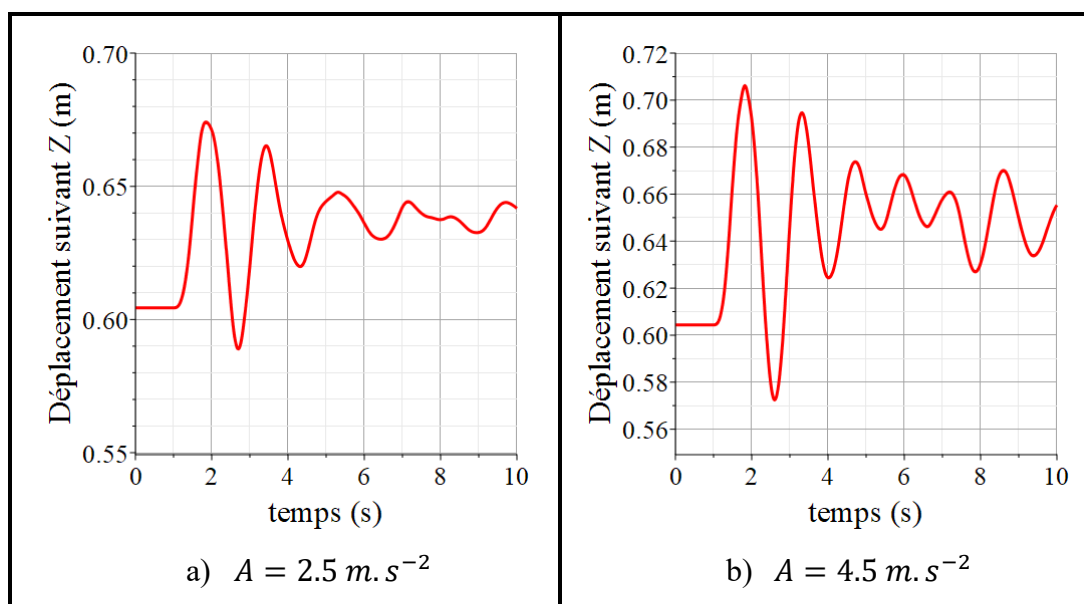 Déplacement suivant Z (m)
0.70
0.65
0.60
0.55
0 2 4 6 8 10
temps (s)
a) A = 2.5 m.s⁻²
Déplacement suivant Z (m)
0.72
0.70
0.68
0.66
0.64
0.62
0.60
0.58
0.56
0 2 4 6 8 10
temps (s)
b) A = 4.5 m.s⁻²